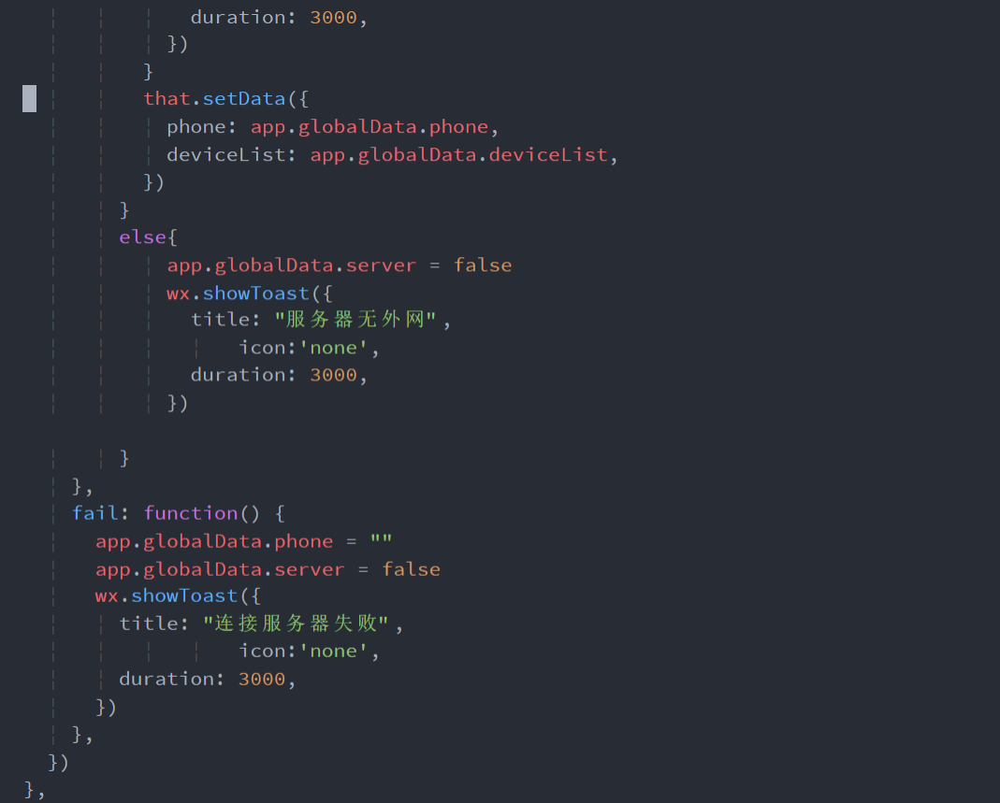 duration: 3000,
})
}
that.setData({
phone: app.globalData.phone,
deviceList: app.globalData.deviceList,
})
}
else{
app.globalData.server = false
wx.showToast({
title: "服务器无外网",
icon:'none',
duration: 3000,
})
}
},
fail: function() {
app.globalData.phone = ""
app.globalData.server = false
wx.showToast({
title: "连接服务器失败",
icon:'none',
duration: 3000,
})
},
})
},